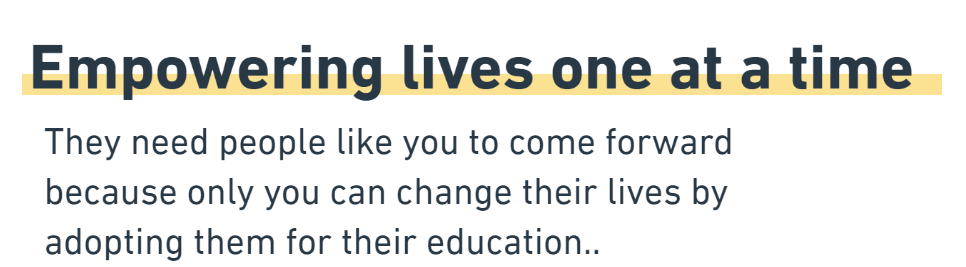 Empowering lives one at a time
They need people like you to come forward
because only you can change their lives by
adopting them for their education..